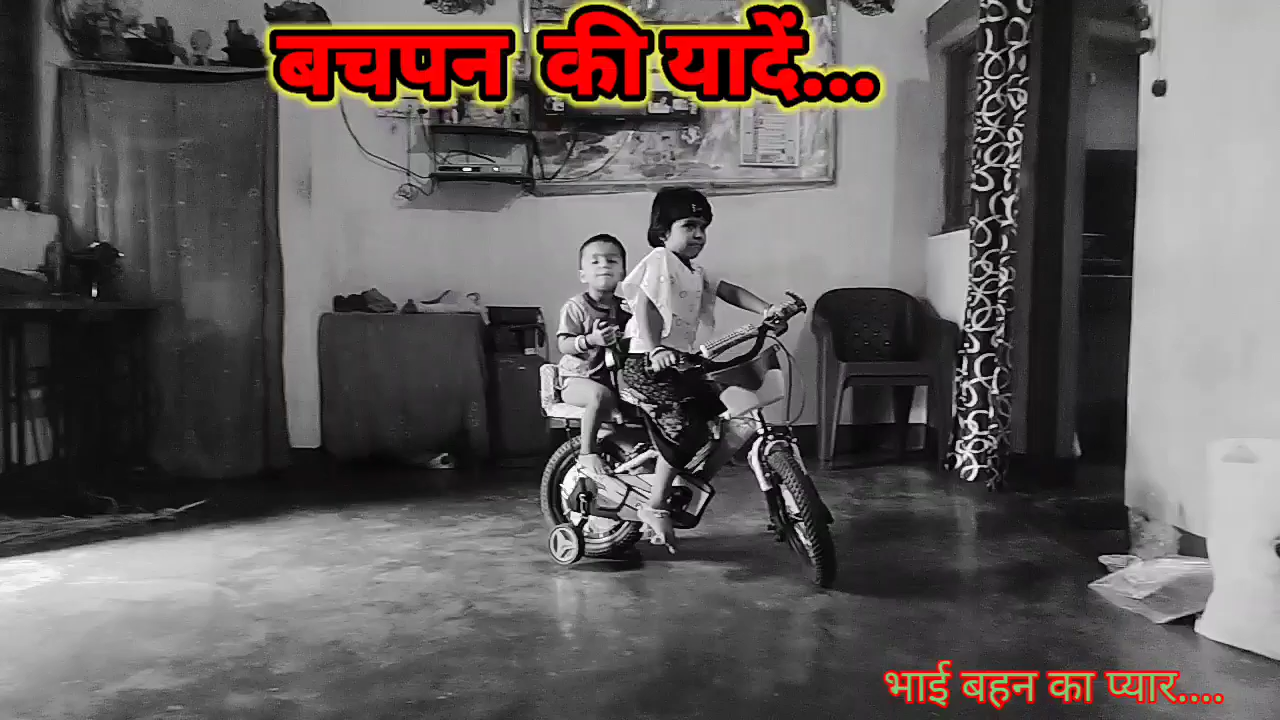 बचपन की यादें...
भाई बहन का प्यार....